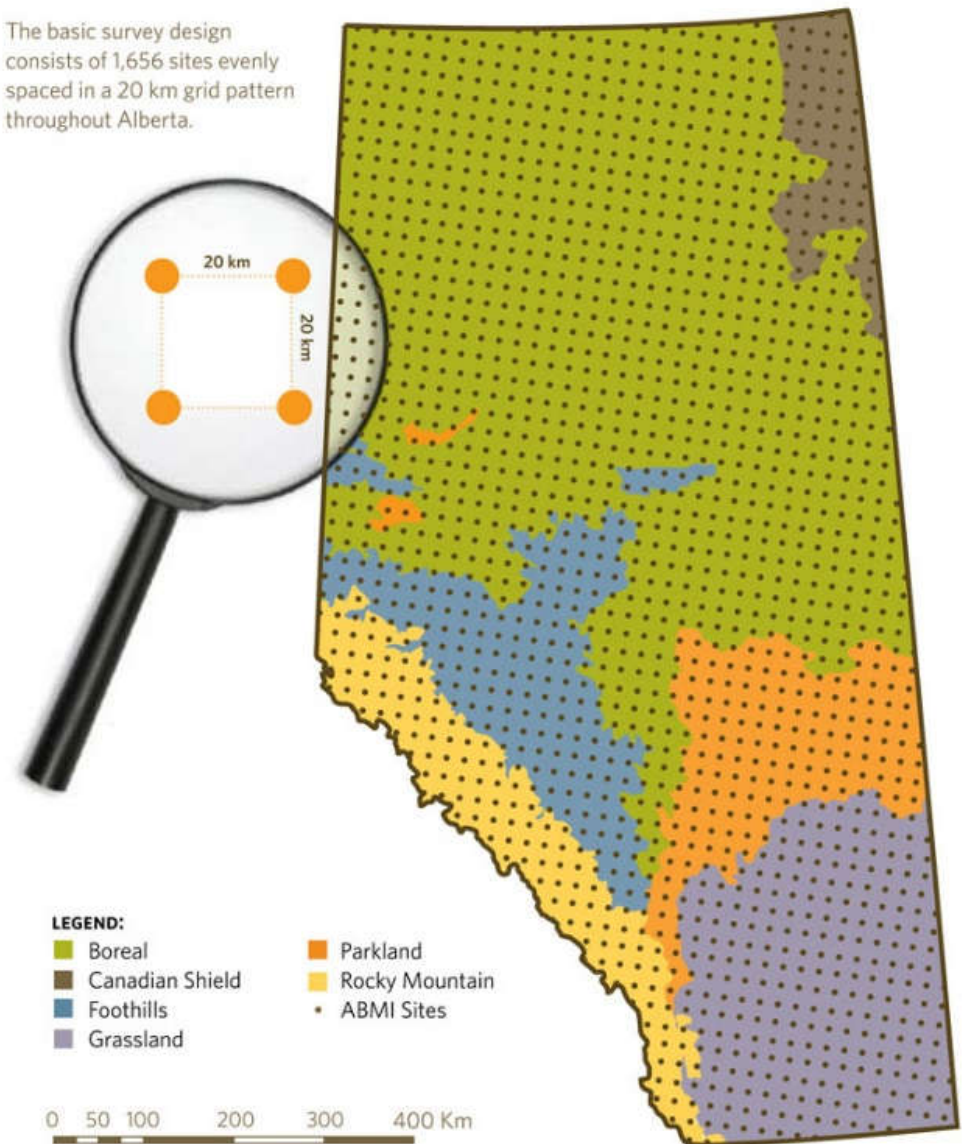 The basic survey design
consists of 1,656 sites evenly
spaced in a 20 km grid pattern
throughout Alberta.
20 km
20 km
LEGEND:
Boreal
Canadian Shield
Foothills
Grassland
Parkland
Rocky Mountain
ABMI Sites
0 50 100 200 300 400 Km